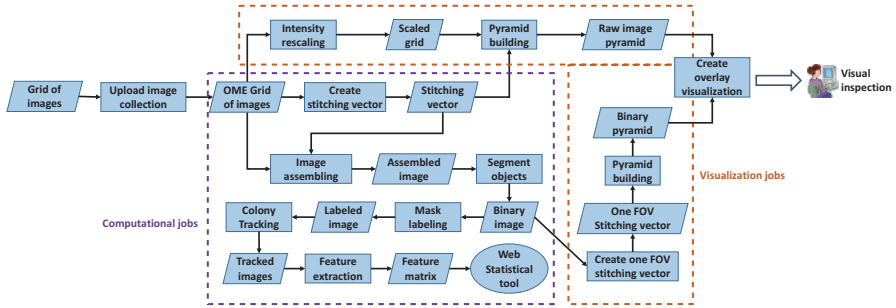 Intensity
rescaling
Scaled
grid
Pyramid
building
Raw image
pyramid
Create
overlay
visualization
Visual
inspection
Grid of
images
Upload image
collection
OME Grid
of images
Create
stitching vector
Stitching
vector
Binary
pyramid
Image
assembling
Assembled
image
Segment
objects
Pyramid
building
Visualization jobs
Computational jobs
Colony
Tracking
Labeled
image
Mask
labeling
Binary
image
One FOV
Stitching vector
Tracked
images
Feature
extraction
Feature
matrix
Web
Statistical
tool
Create one FOV
stitching vector